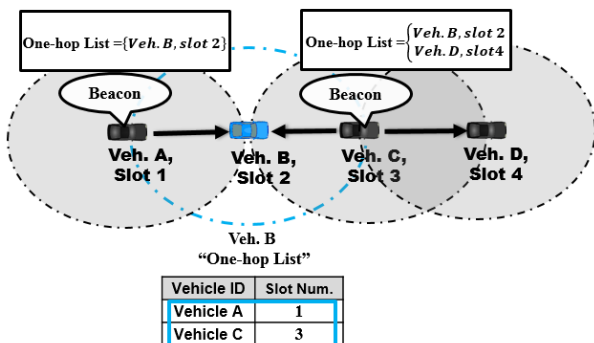 One-hop List ={Veh. B, slot 2}
One-hop List ={Veh. B, slot 2
Veh. D, slot4
Beacon
Beacon
Veh. A,
Slot 1
Veh. B,
Slot 2
Veh. C,
Slot 3
Veh. D,
Slot 4
Veh. B
“One-hop List”
Vehicle ID Slot Num.
Vehicle A 1
Vehicle C 3